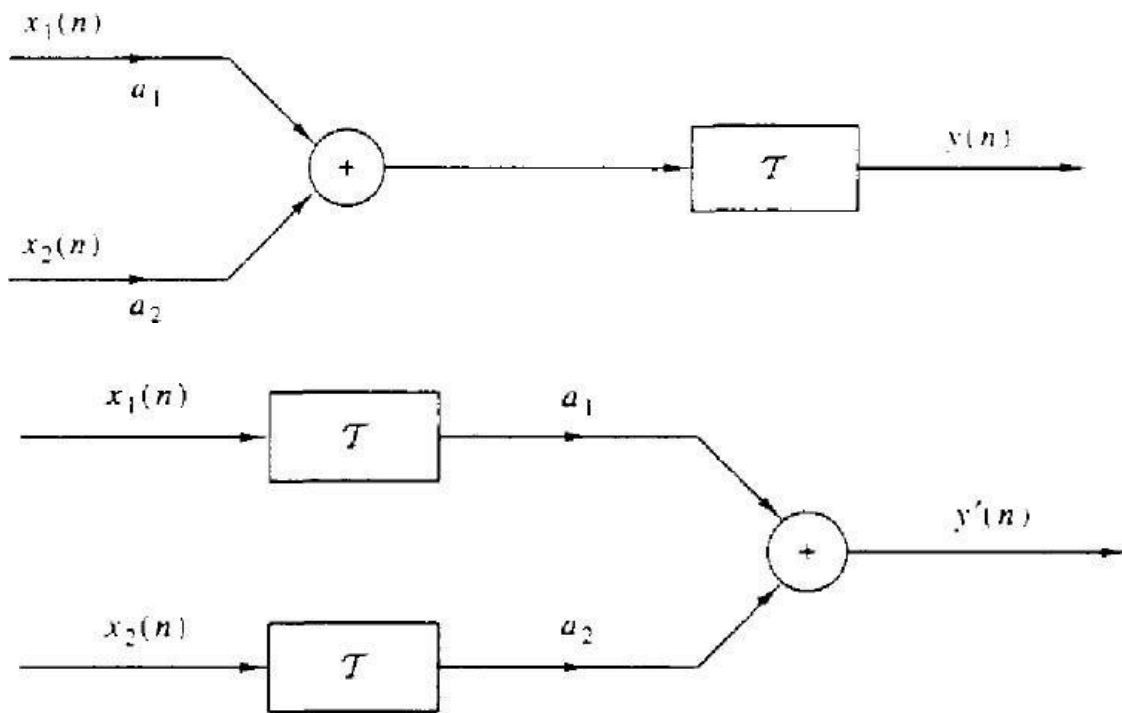 x₁(n)
a₁
+
𝒯
y(n)
x₂(n)
a₂
x₁(n)
𝒯
a₁
+
y′(n)
x₂(n)
𝒯
a₂